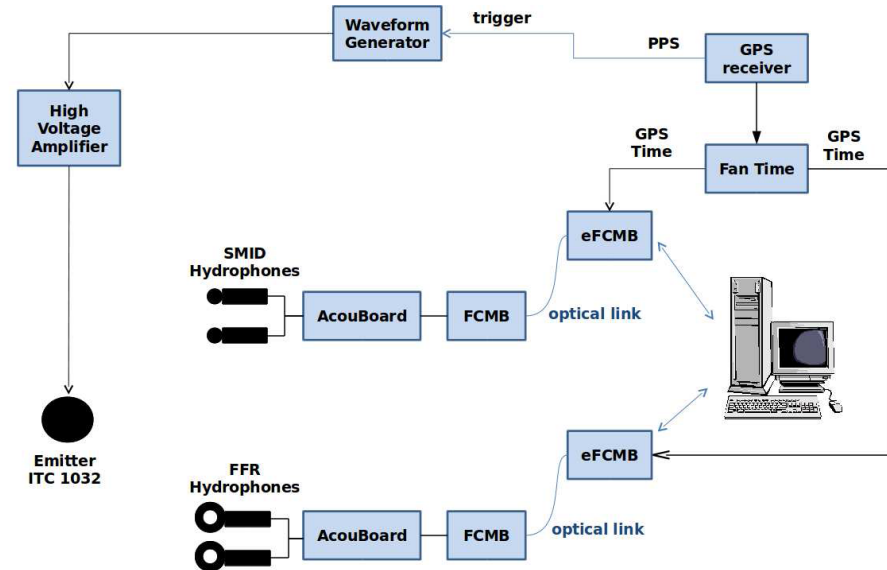 Waveform
Generator
trigger
PPS
GPS
receiver
High
Voltage
Amplifier
GPS
Time
Fan Time
GPS
Time
eFCMB
SMID
Hydrophones
AcouBoard
FCMB
optical link
Emitter
ITC 1032
eFCMB
FFR
Hydrophones
AcouBoard
FCMB
optical link